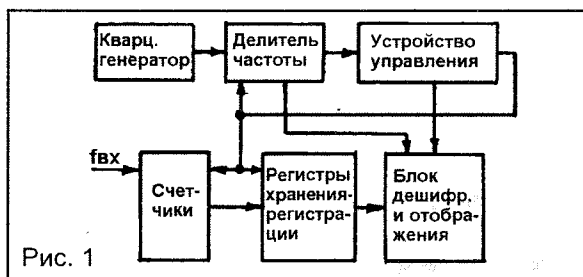 Кварц.
генератор
Делитель
частоты
Устройство
управления
fвх
Счет-
чики
Регистры
хранения-
регистра-
ции
Блок
дешифр.
и отобра-
жения
Рис. 1